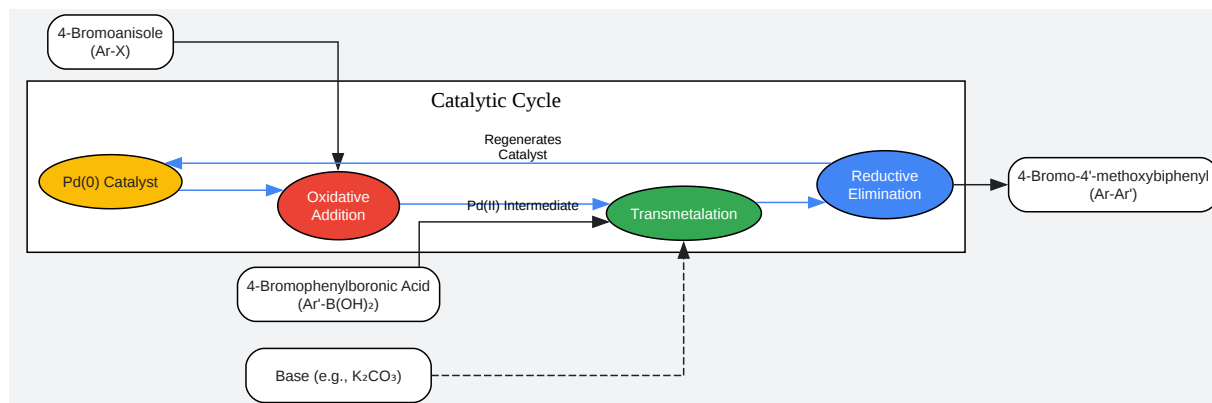 4-Bromoanisole
(Ar-X)
Catalytic Cycle
Regenerates
Catalyst
Pd(0) Catalyst
Oxidative
Addition
Pd(II) Intermediate
Transmetalation
Reductive
Elimination
4-Bromo-4'-methoxybiphenyl
(Ar-Ar')
4-Bromophenylboronic Acid
(Ar'-B(OH)₂)
Base (e.g., K₂CO₃)